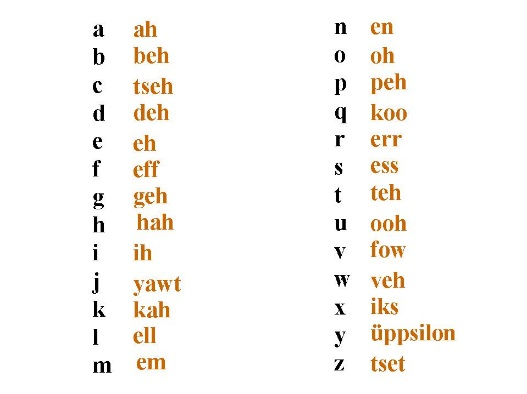 a ah
b beh
c tseh
d deh
e eh
f eff
g geh
h hah
i ih
j yawt
k kah
l ell
m em
n en
o oh
p peh
q koo
r err
s ess
t teh
u ooh
v fow
w veh
x iks
y üppsilon
z tset